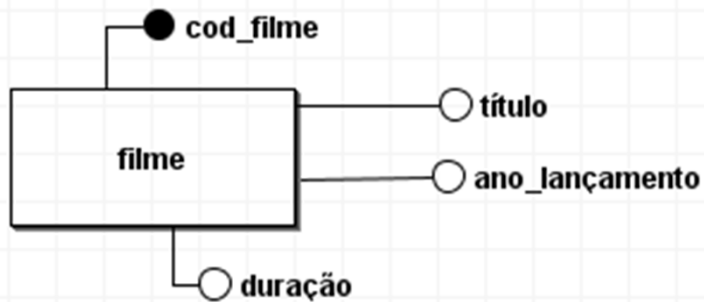 cod_filme
título
filme
ano_lançamento
duração